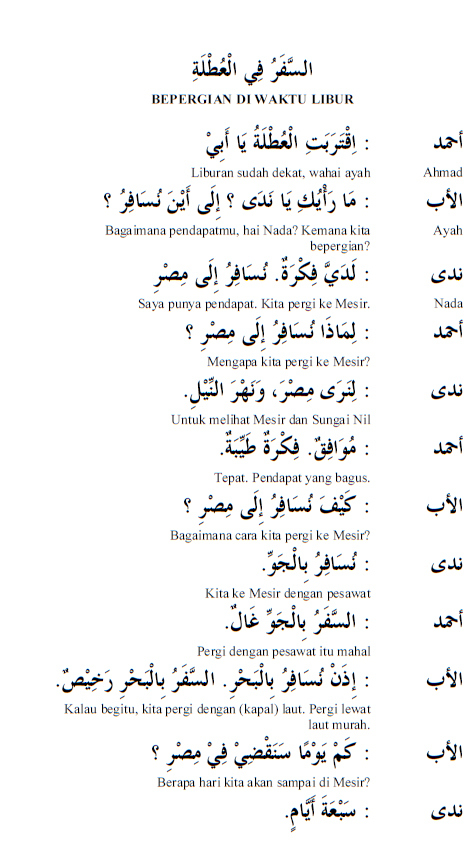 السَّفَرُ فِي الْعُطْلَةِ
BEPERGIAN DI WAKTU LIBUR
أحمد : اِقْتَرَبَتِ الْعُطْلَةُ يَا أَبِيْ
Ahmad Liburan sudah dekat, wahai ayah
الأب : مَا رَأْيُكِ يَا نَدَى ؟ إِلَى أَيْنَ نُسَافِرُ ؟
Ayah Bagaimana pendapatmu, hai Nada? Kemana kita
bepergian?
ندى : لَدَيَّ فِكْرَةٌ. نُسَافِرُ إِلَى مِصْرِ
Nada Saya punya pendapat. Kita pergi ke Mesir.
أحمد : لِمَاذَا نُسَافِرُ إِلَى مِصْرِ ؟
Mengapa kita pergi ke Mesir?
ندى : لِنَرَى مِصْرَ، وَنَهْرَ النِّيْلِ.
Untuk melihat Mesir dan Sungai Nil
أحمد : مُوَافِقٌ. فِكْرَةٌ طَيِّبَةٌ.
Tepat. Pendapat yang bagus.
الأب : كَيْفَ نُسَافِرُ إِلَى مِصْرِ ؟
Bagaimana cara kita pergi ke Mesir?
ندى : نُسَافِرُ بِالْجَوِّ.
Kita ke Mesir dengan pesawat
أحمد : السَّفَرُ بِالْجَوِّ غَالٌ.
Pergi dengan pesawat itu mahal
الأب : إِذَنْ نُسَافِرُ بِالْبَحْرِ. السَّفَرُ بِالْبَحْرِ رَخِيْصٌ.
Kalau begitu, kita pergi dengan (kapal) laut. Pergi lewat
laut murah.
الأب : كَمْ يَوْمًا سَنَقْضِيْ فِيْ مِصْرِ ؟
Berapa hari kita akan sampai di Mesir?
ندى : سَبْعَةَ أَيَّامٍ.